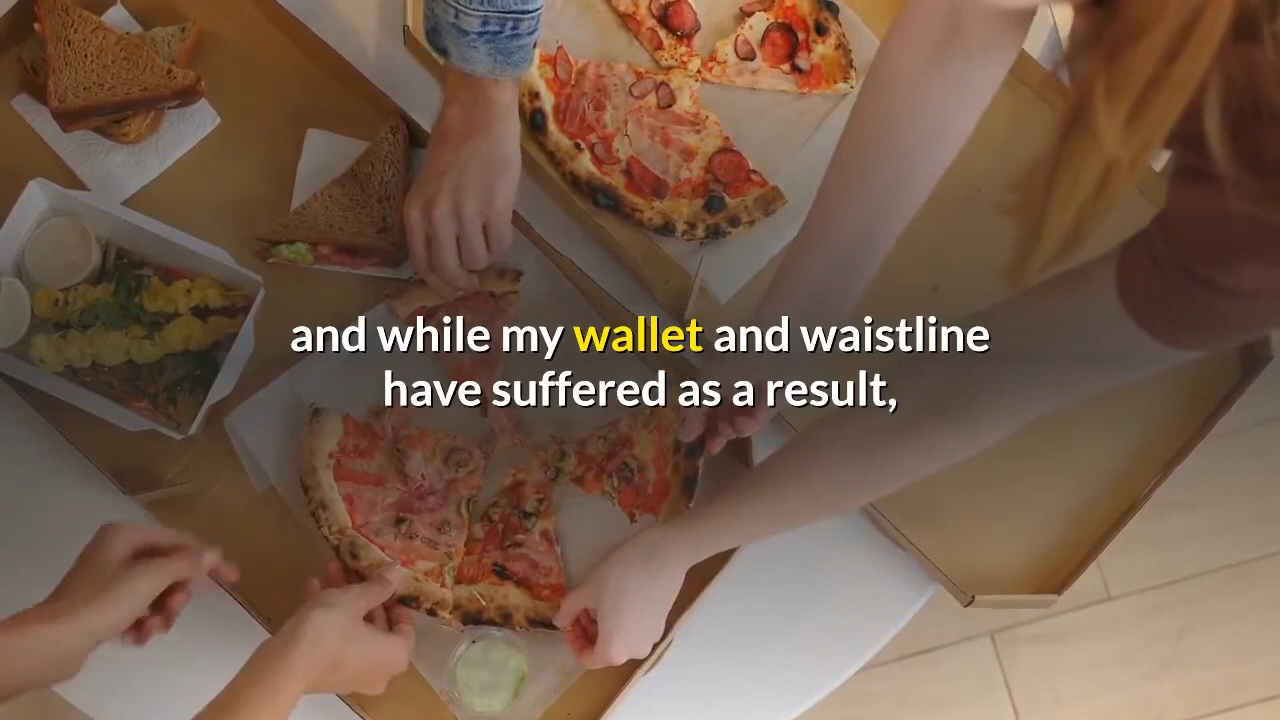 and while my wallet and waistline
have suffered as a result,